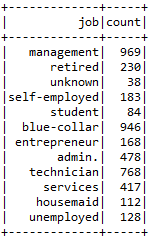 +-------------+-----+
|          job|count|
+-------------+-----+
|   management|  969|
|      retired|  230|
|      unknown|   38|
|self-employed|  183|
|      student|   84|
|  blue-collar|  946|
| entrepreneur|  168|
|       admin.|  478|
|   technician|  768|
|     services|  417|
|    housemaid|  112|
|   unemployed|  128|
+-------------+-----+